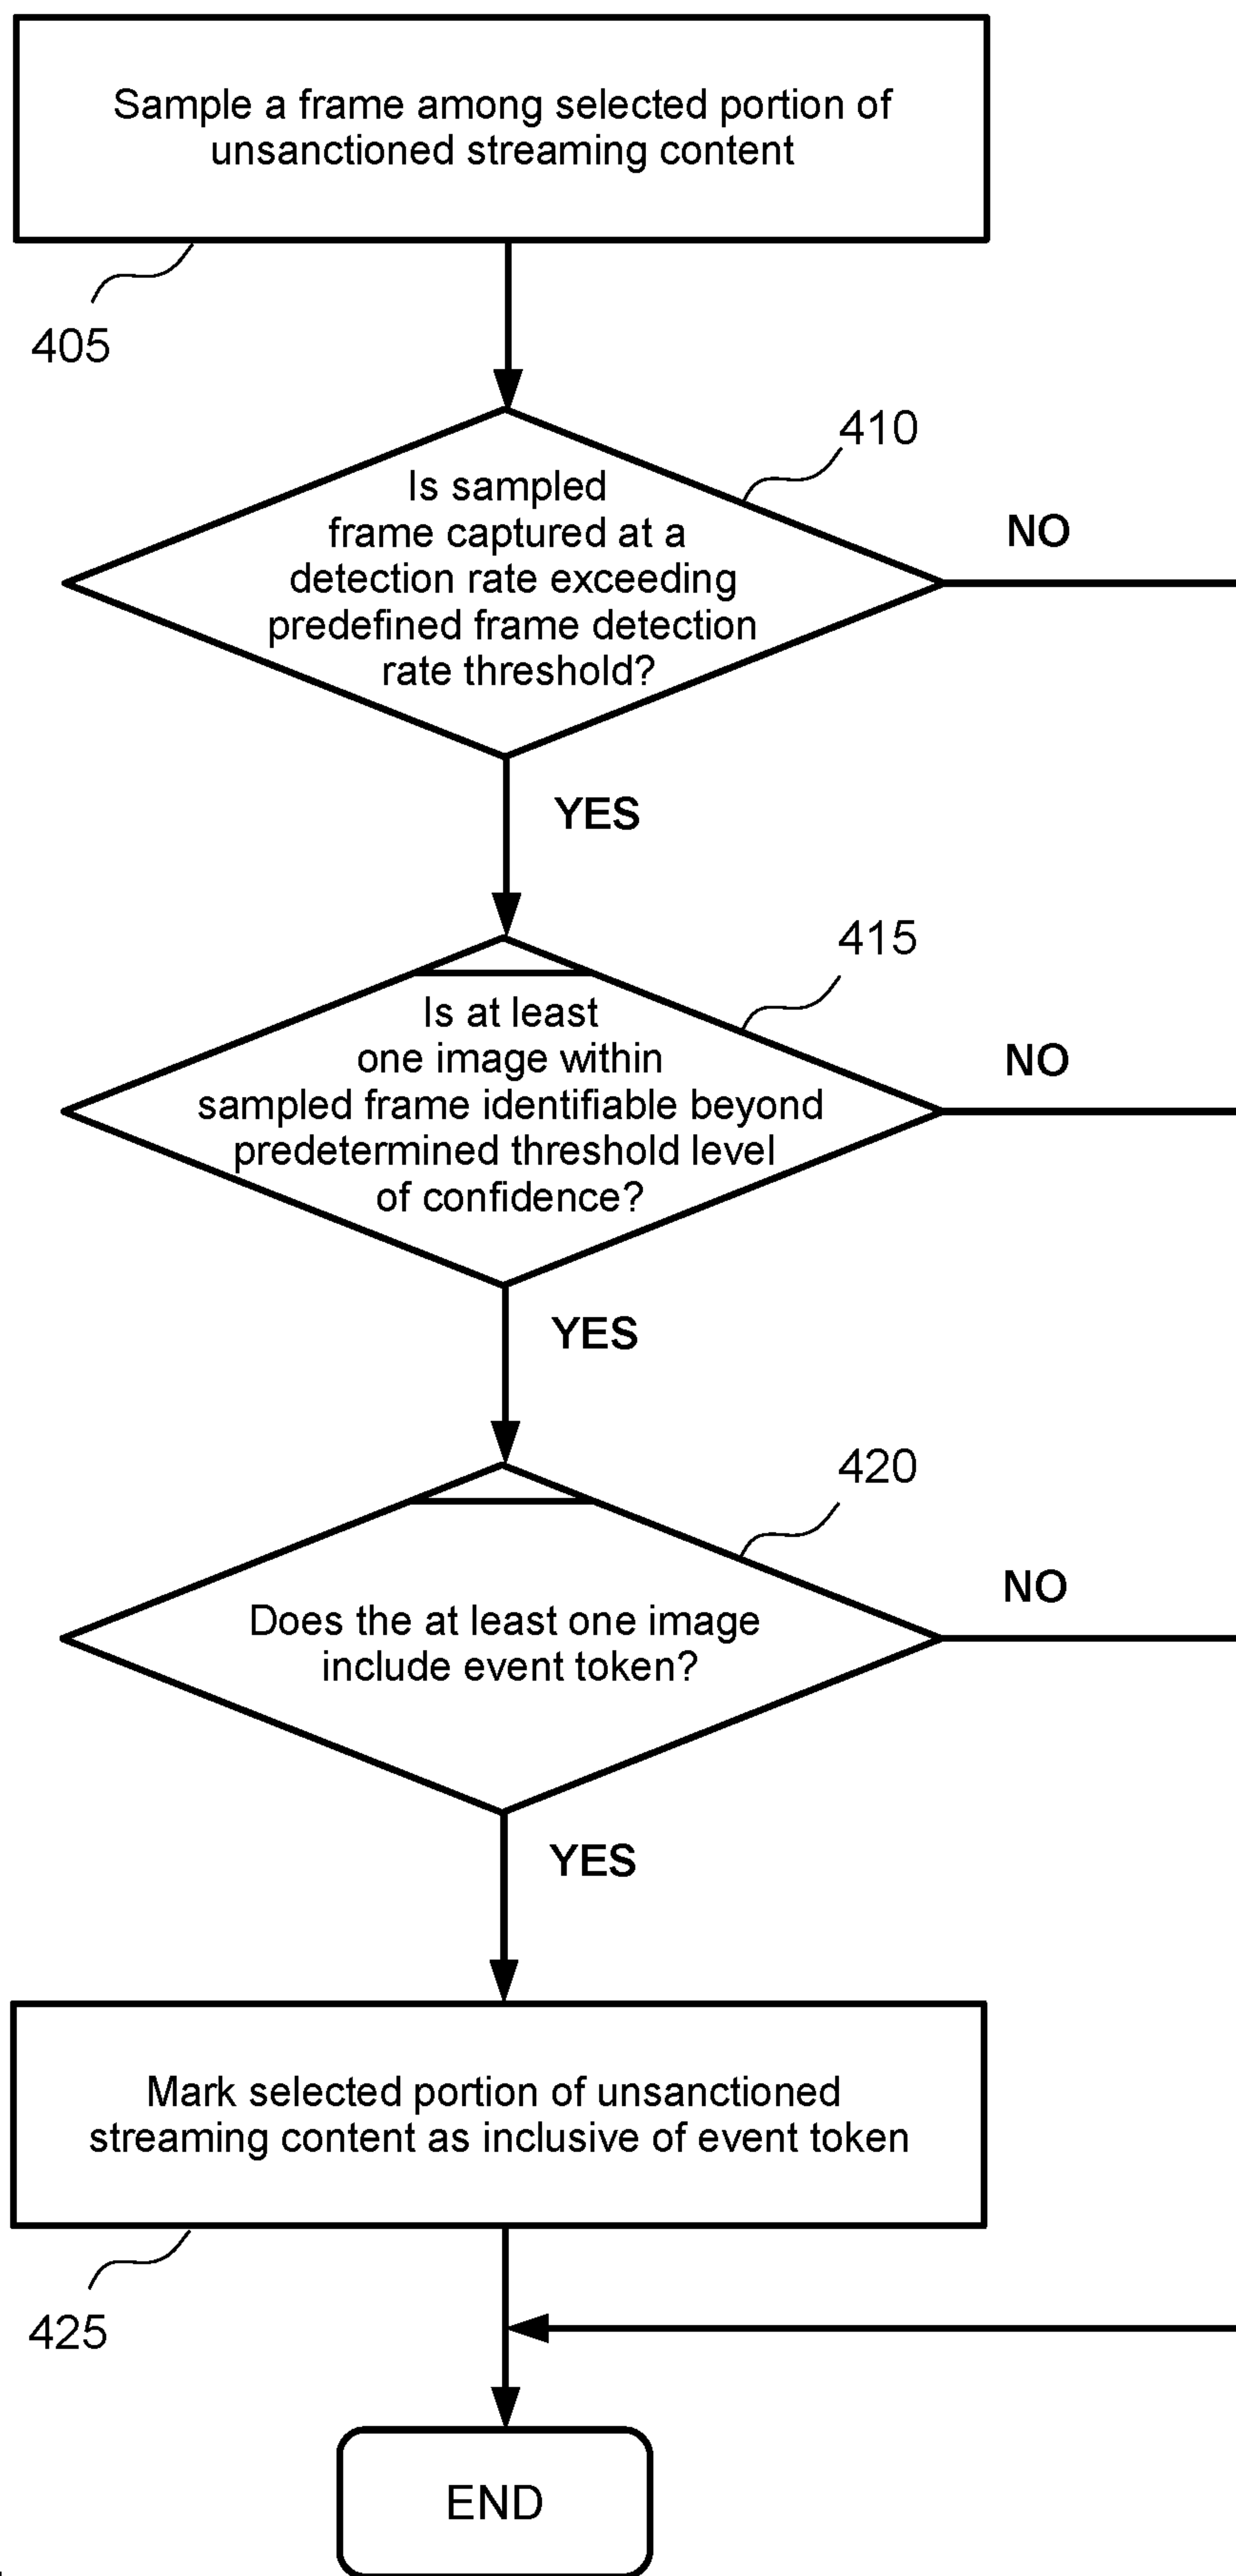 Sample a frame among selected portion of
unsanctioned streaming content
405
410
Is sampled
frame captured at a
detection rate exceeding
predefined frame detection
rate threshold?
NO
YES
415
Is at least
one image within
sampled frame identifiable beyond
predetermined threshold level
of confidence?
NO
YES
420
Does the at least one image
include event token?
NO
YES
Mark selected portion of unsanctioned
streaming content as inclusive of event token
425
END